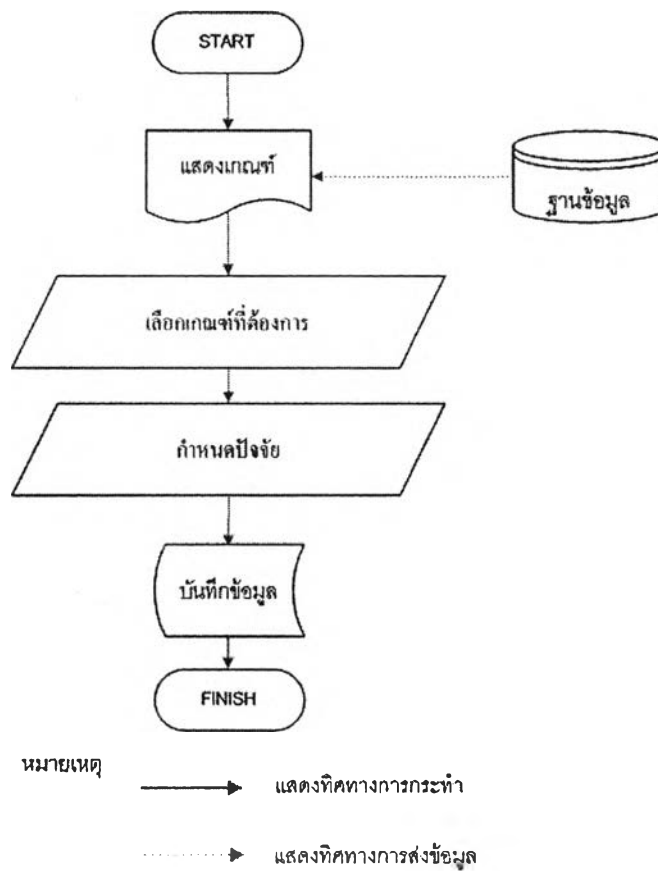 START
แสดงเกณฑ์
ฐานข้อมูล
เลือกเกณฑ์ที่ต้องการ
กำหนดปัจจัย
บันทึกข้อมูล
FINISH
หมายเหตุ
แสดงทิศทางการกระทำ
แสดงทิศทางการส่งข้อมูล